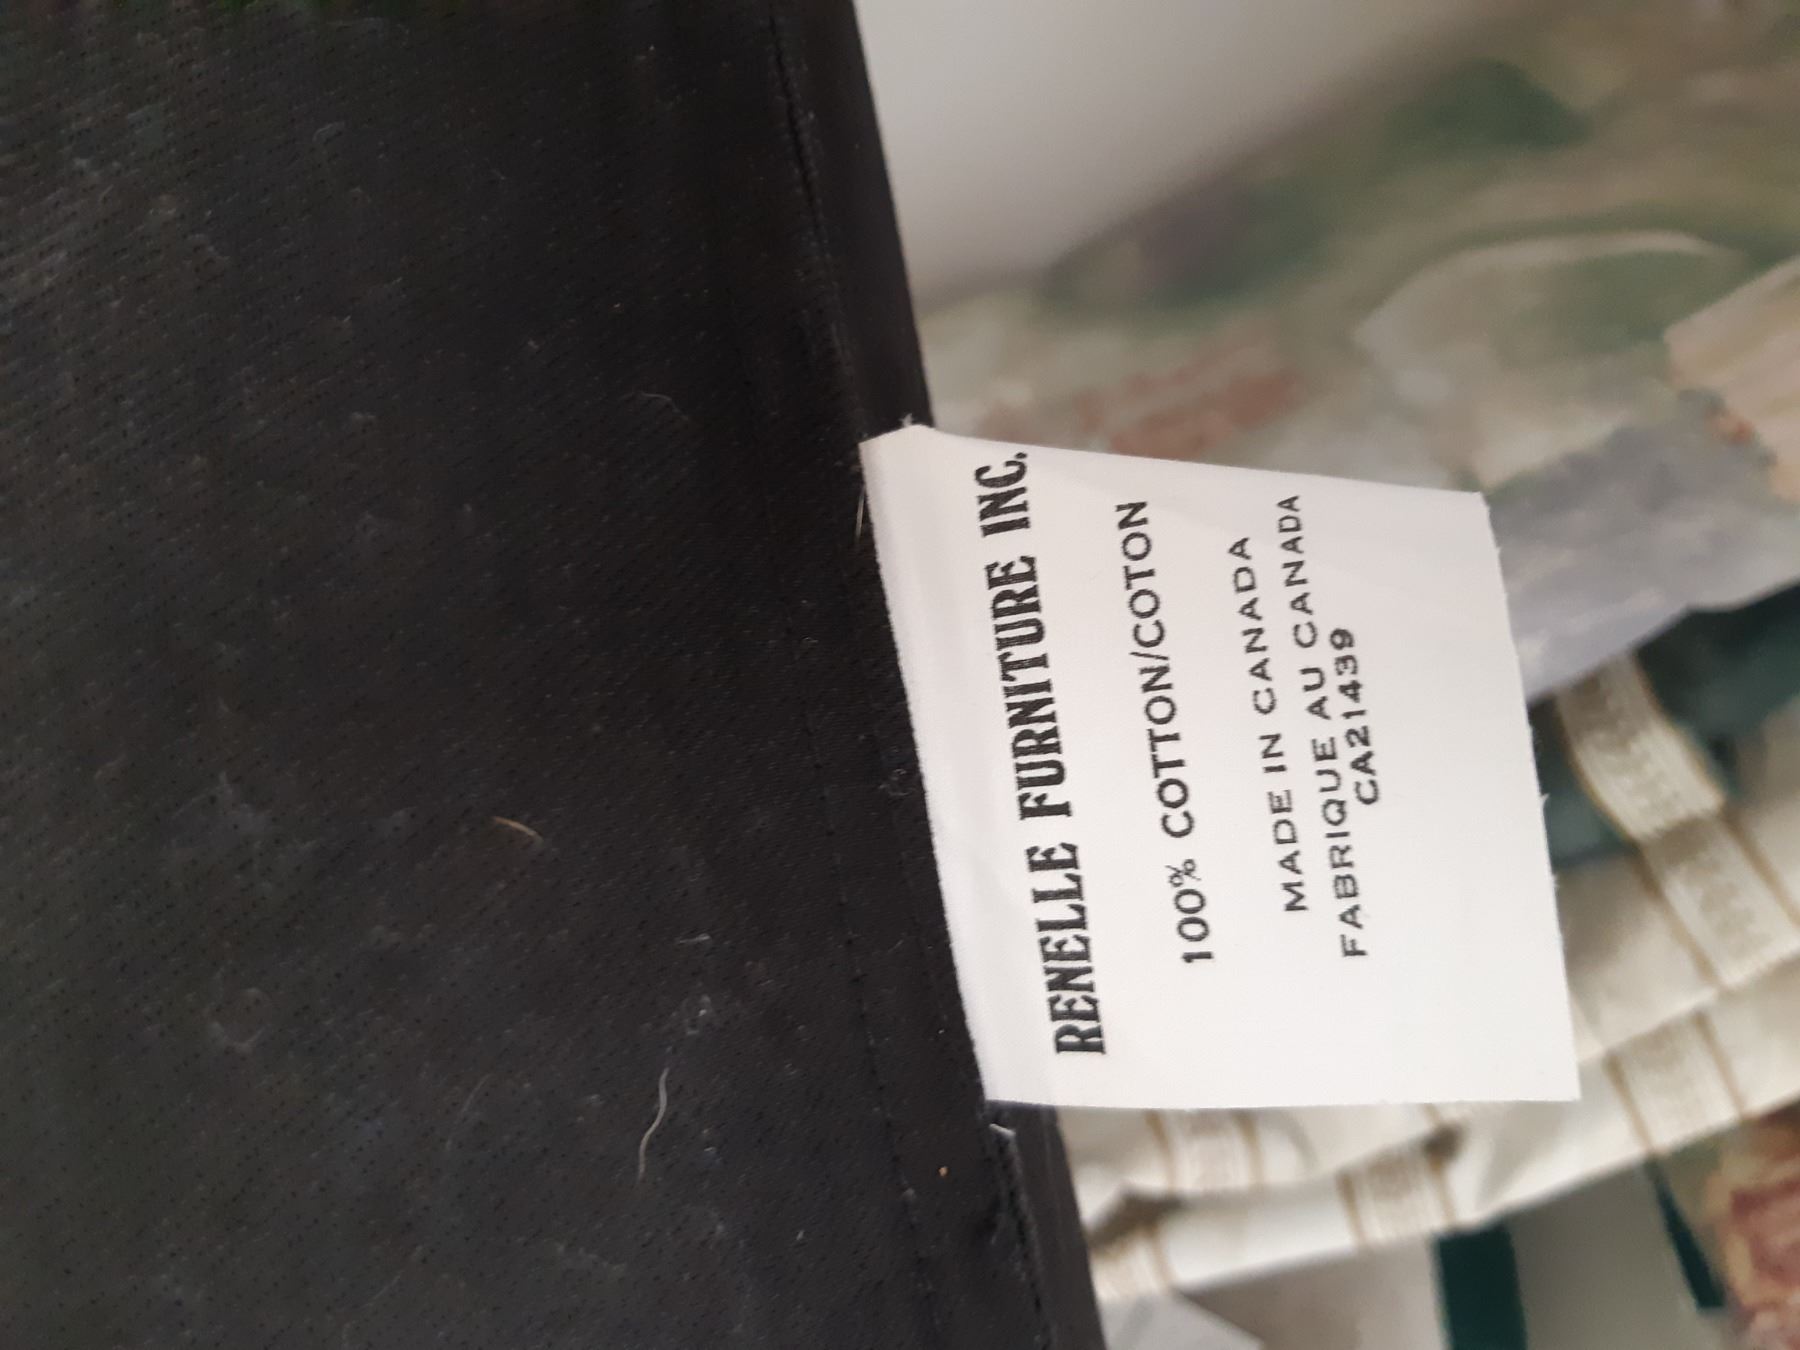 RENELLE FURNITURE INC.
100% COTTON/COTON
MADE IN CANADA
FABRIQUE AU CANADA
CA21439